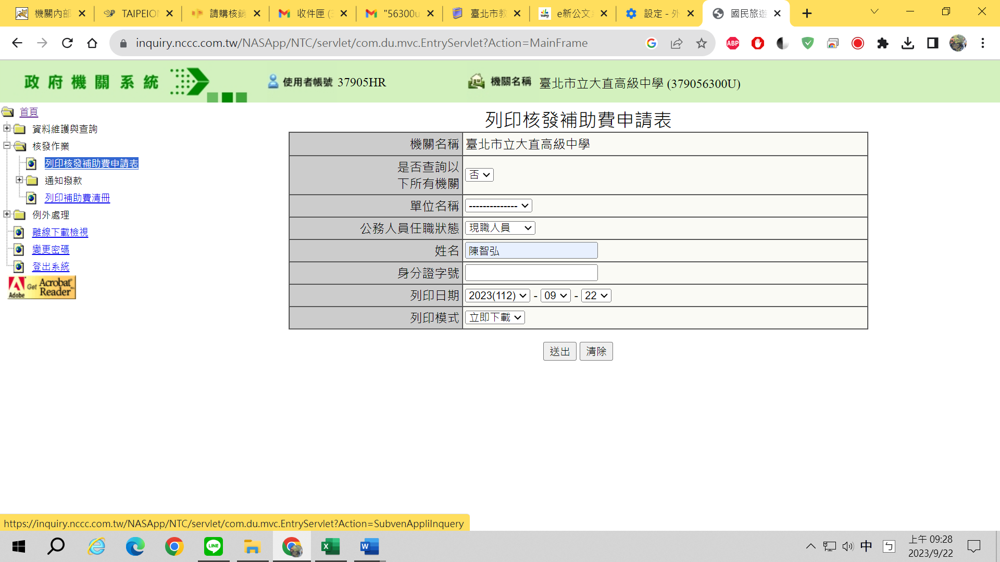 機關內部
TAIPEION
請購核銷
收件匣 (3
"56300u
臺北市教
e新公文
設定 - 外
國民旅遊
inquiry.nccc.com.tw/NASApp/NTC/servlet/com.du.mvc.EntryServlet?Action=MainFrame
ABP
政府機關系統
使用者帳號 37905HR
機關名稱 臺北市立大直高級中學 (379056300U)
首頁
資料維護與查詢
核發作業
列印核發補助費申請表
通知撥款
列印補助費清冊
例外處理
離線下載檢視
變更密碼
登出系統
Adobe Get Acrobat Reader
列印核發補助費申請表
機關名稱 臺北市立大直高級中學
是否查詢以
下所有機關 否
單位名稱 --------------
公務人員任職狀態 現職人員
姓名 陳智弘
身分證字號
列印日期 2023(112) - 09 - 22
列印模式 立即下載
送出 清除
https://inquiry.nccc.com.tw/NASApp/NTC/servlet/com.du.mvc.EntryServlet?Action=SubvenAppliInquery
LINE
X
W
中
ㄅ
上午 09:28
2023/9/22